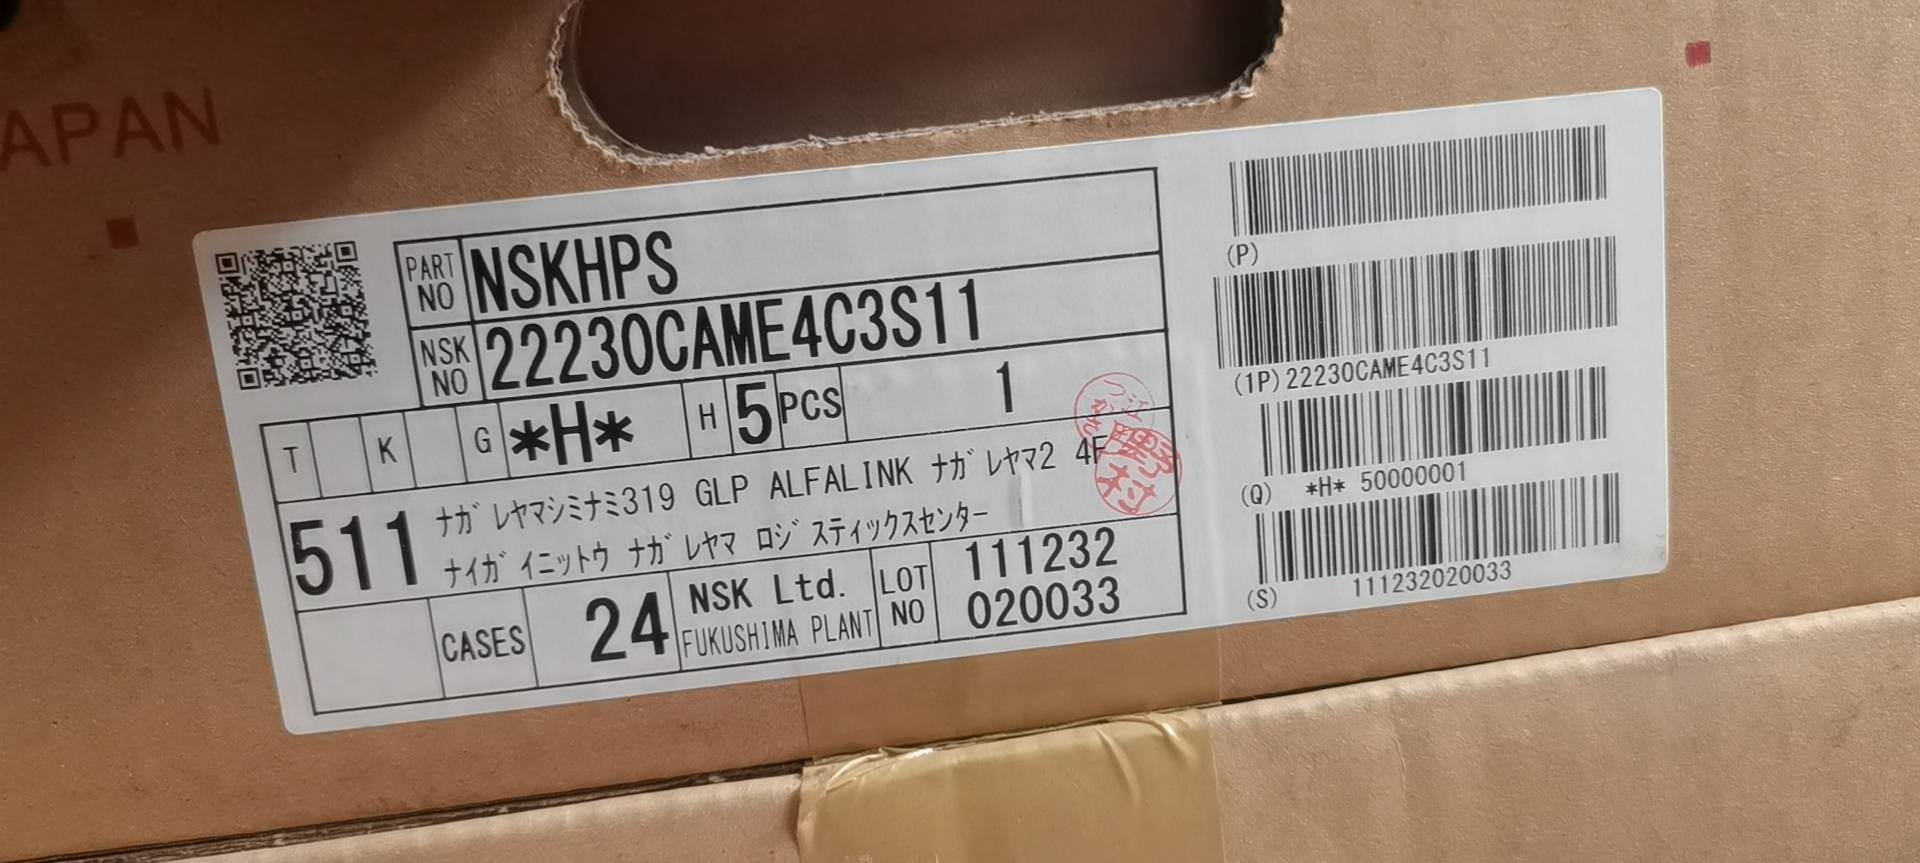 APAN
PART NO NSKHPS
NSK NO 22230CAME4C3S11
T K G *H* H 5 PCS 1
511 ナガレヤマシミナミ319 GLP ALFALINK ナガレヤマ2 4F
ナイガイニットウ ナガレヤマ ロジスティックスセンター
CASES 24 NSK Ltd. FUKUSHIMA PLANT LOT NO 111232 020033
(P)
(1P) 22230CAME4C3S11
(Q) *H* 50000001
(S) 111232020033